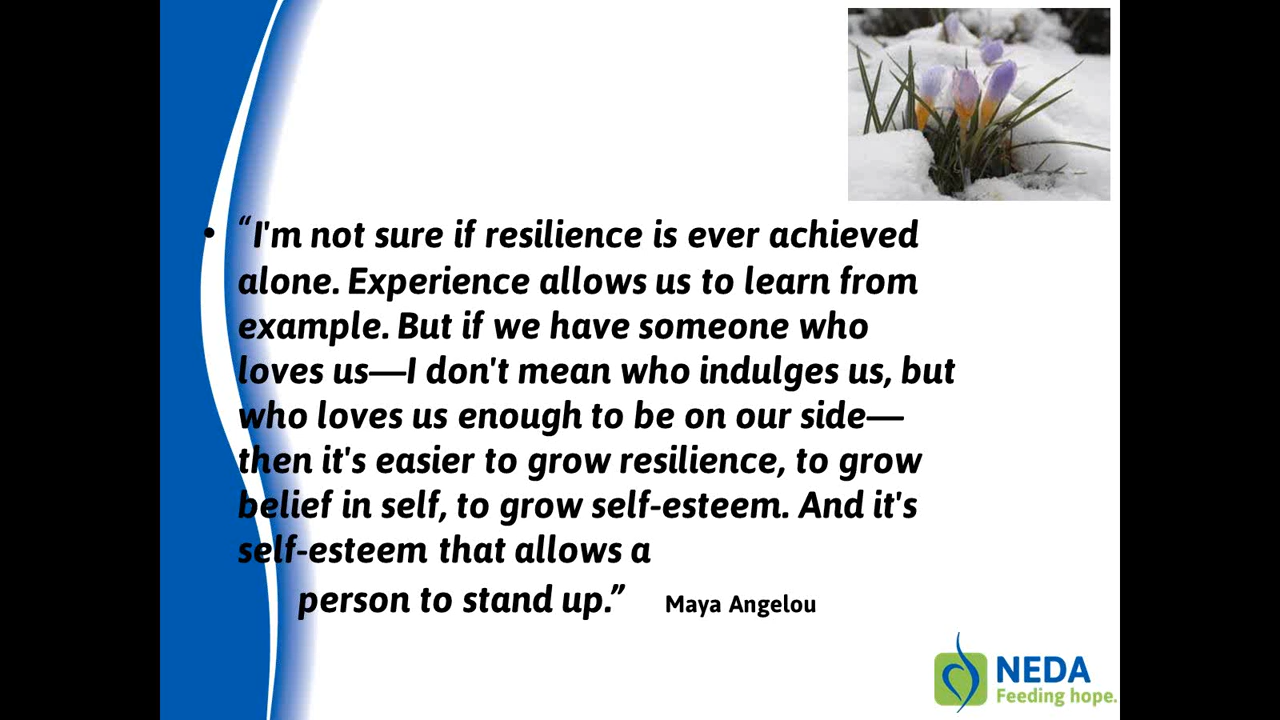 • “I'm not sure if resilience is ever achieved
alone. Experience allows us to learn from
example. But if we have someone who
loves us—I don't mean who indulges us, but
who loves us enough to be on our side—
then it's easier to grow resilience, to grow
belief in self, to grow self-esteem. And it's
self-esteem that allows a
person to stand up.” Maya Angelou
NEDA
Feeding hope.